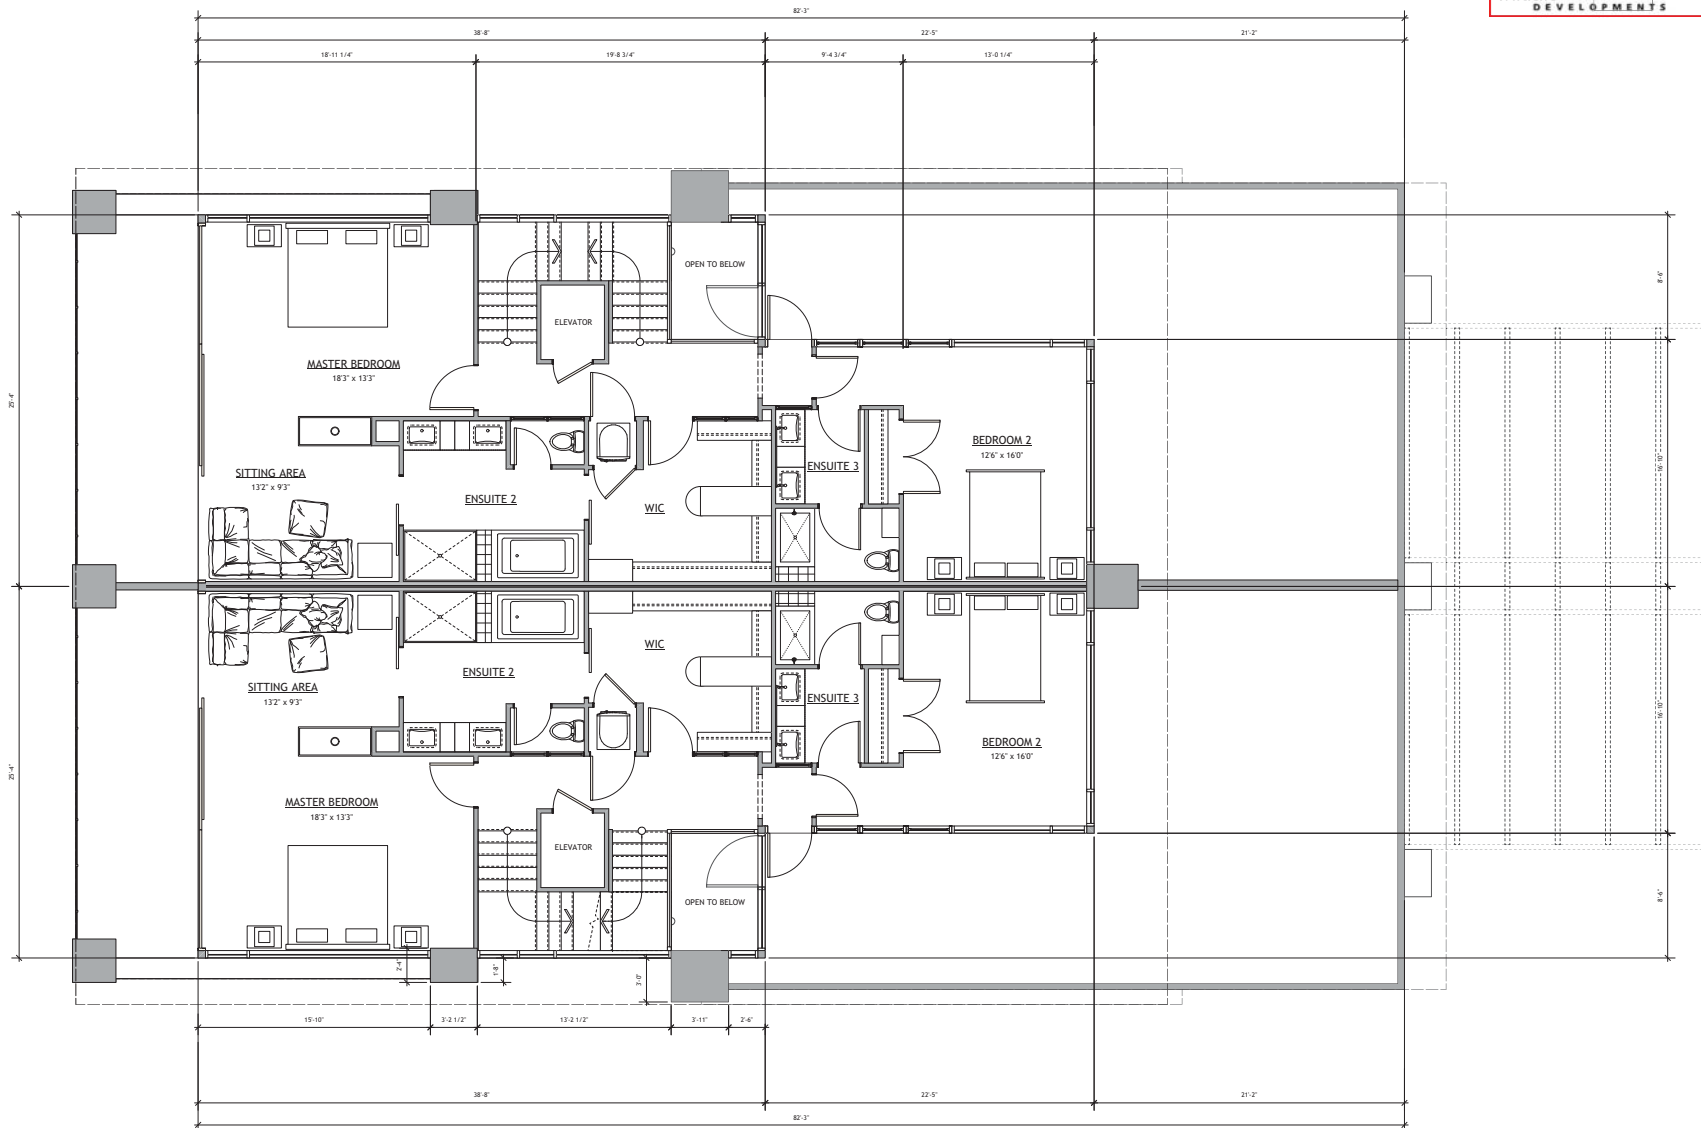 DEVELOPMENTS
82'-3"
38'-8"
22'-5"
21'-2"
18'-11 1/4"
19'-8 3/4"
9'-4 3/4"
13'-0 1/4"
OPEN TO BELOW
ELEVATOR
MASTER BEDROOM
18'3" x 13'3"
8'-6"
25'-4"
SITTING AREA
13'2" x 9'3"
ENSUITE 2
WIC
ENSUITE 3
BEDROOM 2
12'6" x 16'0"
16'-10"
SITTING AREA
13'2" x 9'3"
ENSUITE 2
WIC
ENSUITE 3
BEDROOM 2
12'6" x 16'0"
16'-10"
25'-4"
MASTER BEDROOM
18'3" x 13'3"
ELEVATOR
OPEN TO BELOW
8'-6"
2'-4"
1'-8"
3'-0"
15'-10"
3'-2 1/2"
13'-2 1/2"
3'-11"
2'-6"
38'-8"
22'-5"
21'-2"
82'-3"